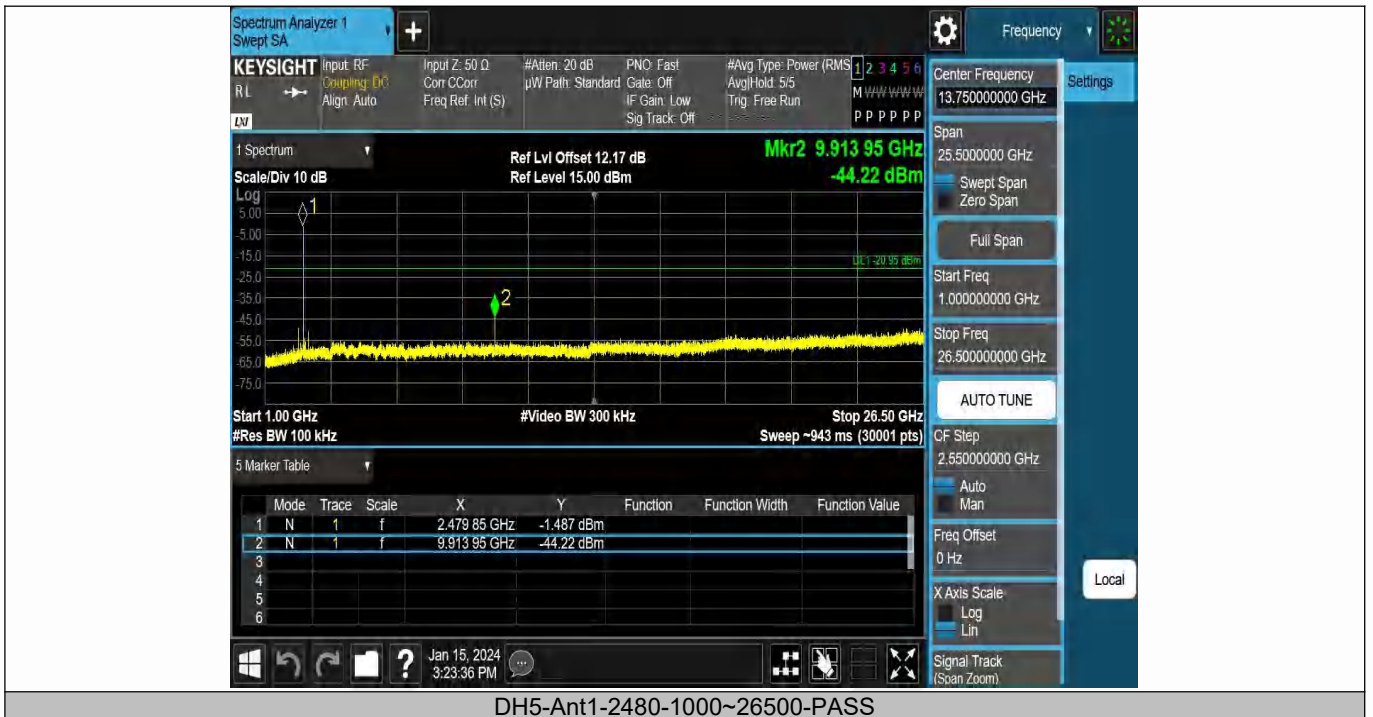 Spectrum Analyzer 1
Swept SA
+
Frequency
KEYSIGHT
RL
LXI
Input: RF
Coupling: DC
Align: Auto
Input Z: 50 Ω
Corr CCorr
Freq Ref: Int (S)
#Atten: 20 dB
µW Path: Standard
PNO: Fast
Gate: Off
IF Gain: Low
Sig Track: Off
#Avg Type: Power (RMS
Avg|Hold: 5/5
Trig: Free Run
1 2 3 4 5 6
M W W W W W
P P P P P P
Center Frequency
13.750000000 GHz
Settings
Span
25.5000000 GHz
Swept Span
Zero Span
Full Span
Start Freq
1.000000000 GHz
Stop Freq
26.500000000 GHz
AUTO TUNE
CF Step
2.550000000 GHz
Auto
Man
Freq Offset
0 Hz
X Axis Scale
Log
Lin
Signal Track
(Span Zoom)
Local
1 Spectrum
Scale/Div 10 dB
Ref Lvl Offset 12.17 dB
Ref Level 15.00 dBm
Mkr2 9.913 95 GHz
-44.22 dBm
Log
5.00
-5.00
-15.0
-25.0
-35.0
-45.0
-55.0
-65.0
-75.0
1
2
DL1 -20.95 dBm
Start 1.00 GHz
#Video BW 300 kHz
Stop 26.50 GHz
#Res BW 100 kHz
Sweep ~943 ms (30001 pts)
5 Marker Table
Mode Trace Scale X Y Function Function Width Function Value
1 N 1 f 2.479 85 GHz -1.487 dBm
2 N 1 f 9.913 95 GHz -44.22 dBm
3
4
5
6
?
Jan 15, 2024
3:23:36 PM
DH5-Ant1-2480-1000~26500-PASS